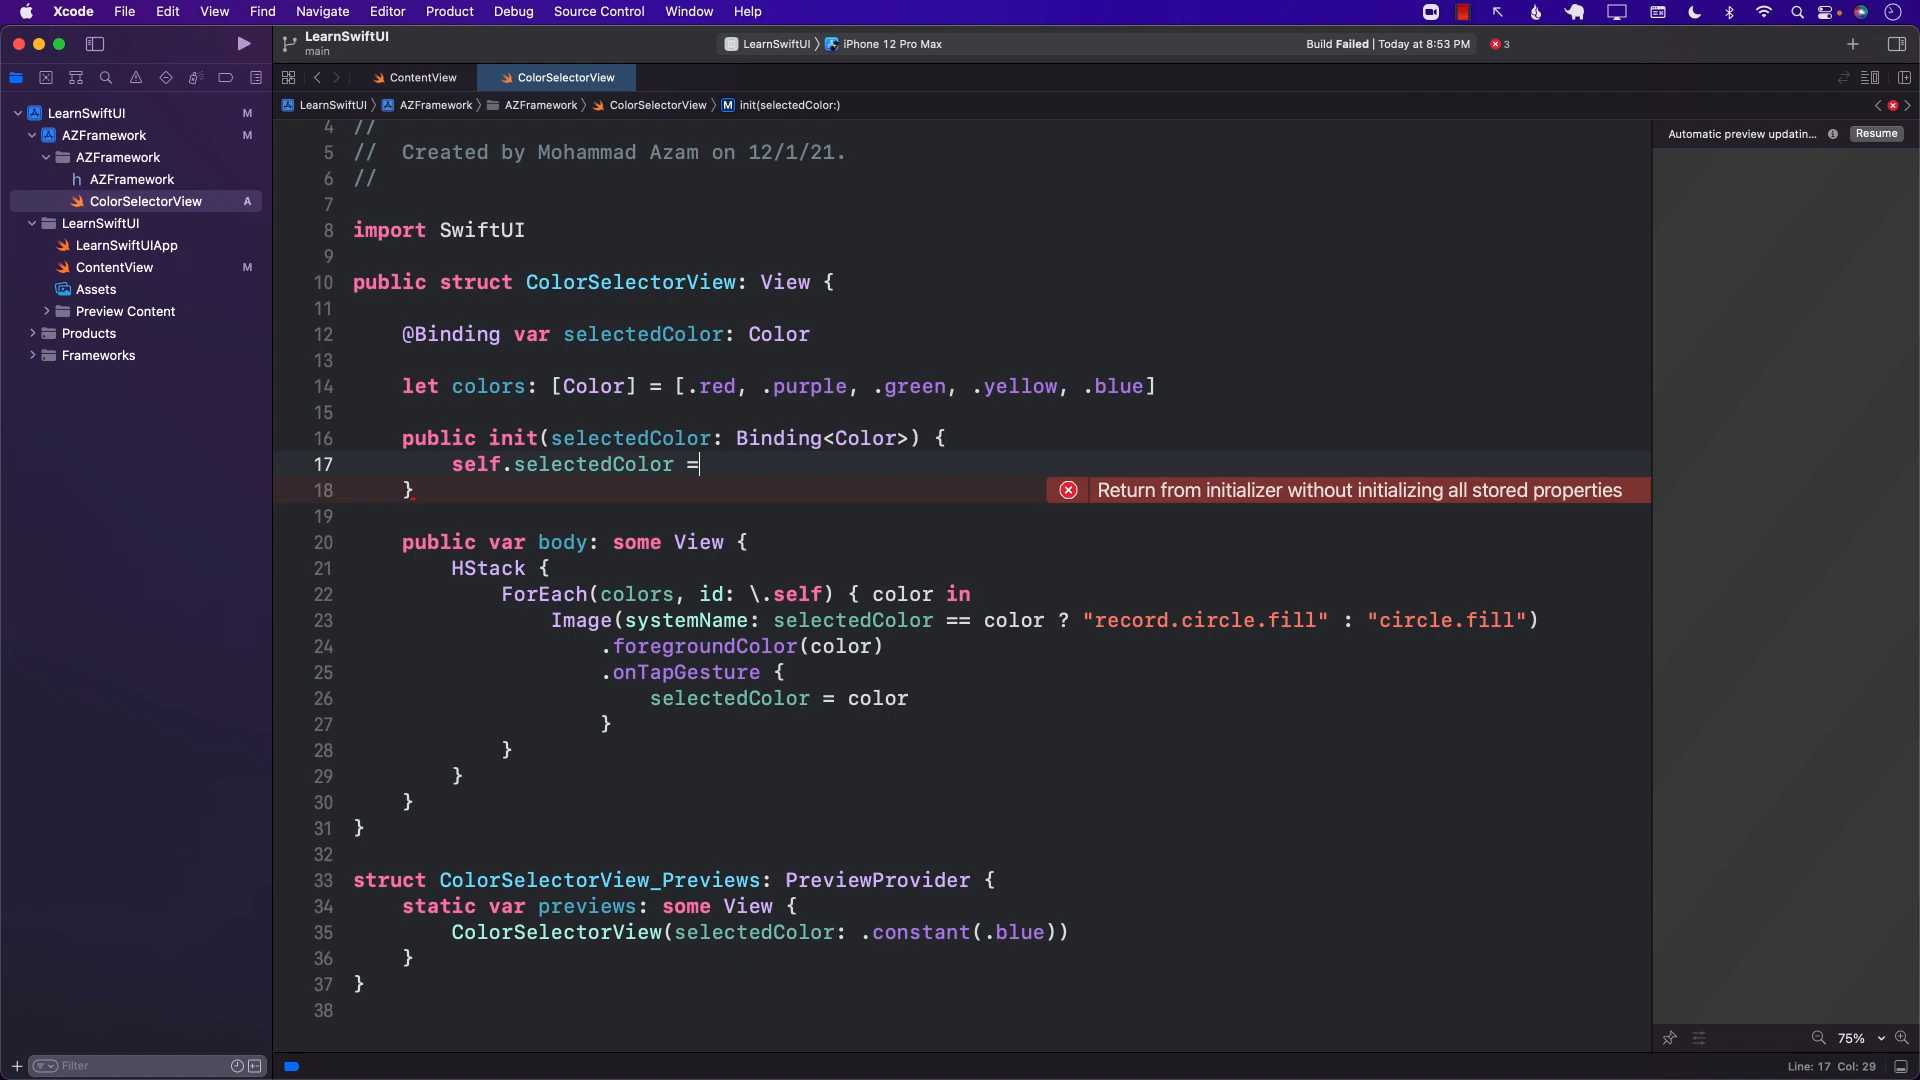 Xcode File Edit View Find Navigate Editor Product Debug Source Control Window Help
LearnSwiftUI
main
LearnSwiftUI iPhone 12 Pro Max
Build Failed | Today at 8:53 PM
3
ContentView
ColorSelectorView
LearnSwiftUI AZFramework AZFramework ColorSelectorView M init(selectedColor:)
LearnSwiftUI M
AZFramework M
AZFramework
h AZFramework
ColorSelectorView A
LearnSwiftUI
LearnSwiftUIApp
ContentView M
Assets
Preview Content
Products
Frameworks
Filter
4 //
5 // Created by Mohammad Azam on 12/1/21.
6 //
7
8 import SwiftUI
9
10 public struct ColorSelectorView: View {
11
12 @Binding var selectedColor: Color
13
14 let colors: [Color] = [.red, .purple, .green, .yellow, .blue]
15
16 public init(selectedColor: Binding<Color>) {
17 self.selectedColor =
18 } Return from initializer without initializing all stored properties
19
20 public var body: some View {
21 HStack {
22 ForEach(colors, id: \.self) { color in
23 Image(systemName: selectedColor == color ? "record.circle.fill" : "circle.fill")
24 .foregroundColor(color)
25 .onTapGesture {
26 selectedColor = color
27 }
28 }
29 }
30 }
31 }
32
33 struct ColorSelectorView_Previews: PreviewProvider {
34 static var previews: some View {
35 ColorSelectorView(selectedColor: .constant(.blue))
36 }
37 }
38
Automatic preview updatin... Resume
75%
Line: 17 Col: 29